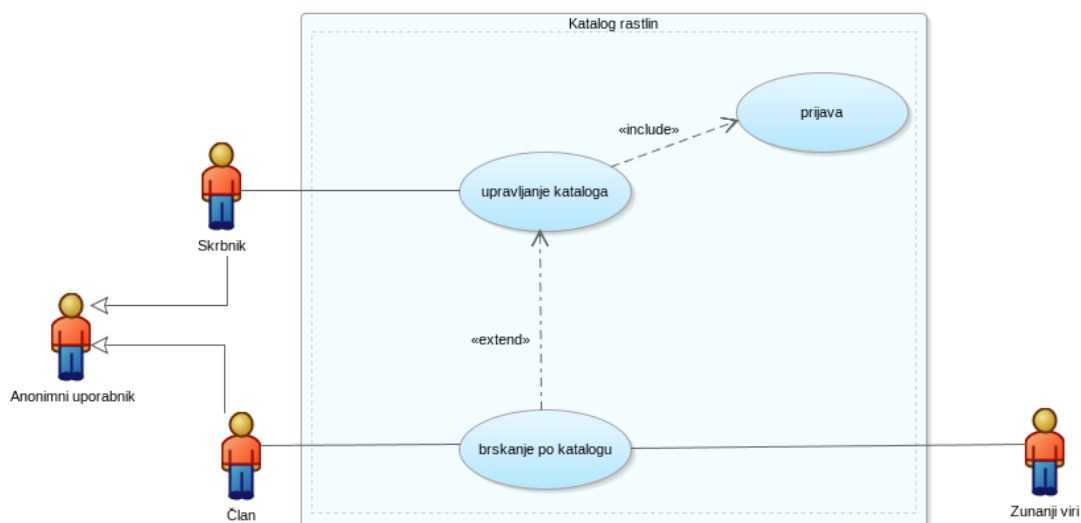 Katalog rastlin
prijava
«include»
upravljanje kataloga
Skrbnik
«extend»
Anonimni uporabnik
brskanje po katalogu
Član
Zunanji viri